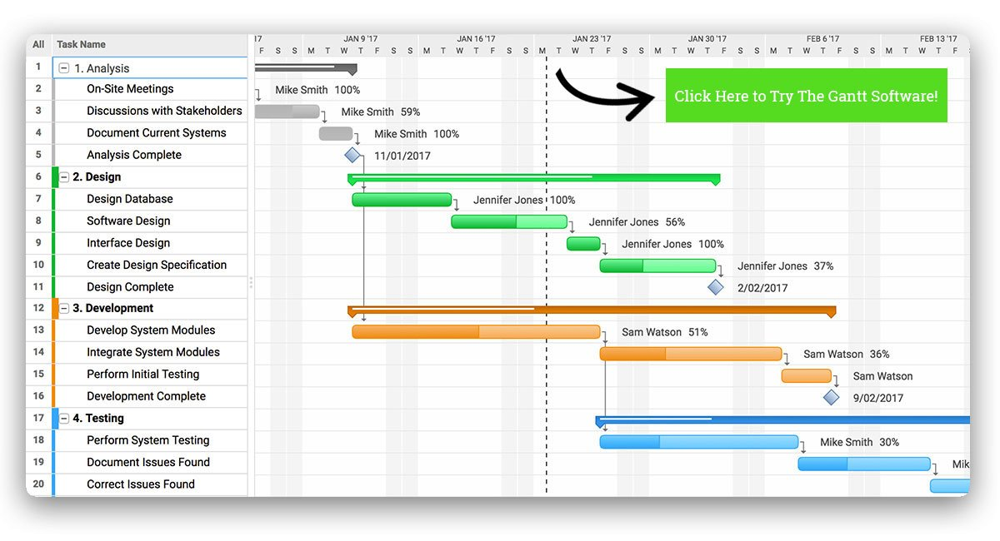 All Task Name 17 JAN 9 '17 JAN 16 '17 JAN 23 '17 JAN 30 '17 FEB 6 '17 FEB 13 '17
F S S M T W T F S S M T W T F S S M T W T F S S M T W T F S S M T W T F S S M T W T F
1 1. Analysis
Click Here to Try The Gantt Software!
2 On-Site Meetings Mike Smith 100%
3 Discussions with Stakeholders Mike Smith 59%
4 Document Current Systems Mike Smith 100%
5 Analysis Complete 11/01/2017
6 2. Design
7 Design Database Jennifer Jones 100%
8 Software Design Jennifer Jones 56%
9 Interface Design Jennifer Jones 100%
10 Create Design Specification Jennifer Jones 37%
11 Design Complete 2/02/2017
12 3. Development
13 Develop System Modules Sam Watson 51%
14 Integrate System Modules Sam Watson 36%
15 Perform Initial Testing Sam Watson
16 Development Complete 9/02/2017
17 4. Testing
18 Perform System Testing Mike Smith 30%
19 Document Issues Found Mik
20 Correct Issues Found